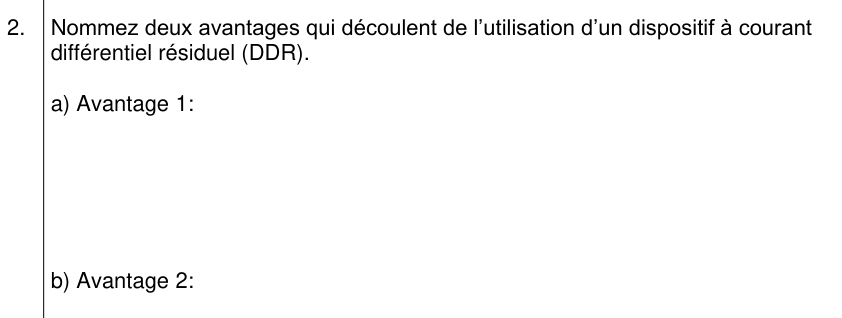 2. Nommez deux avantages qui découlent de l'utilisation d'un dispositif à courant
différentiel résiduel (DDR).
a) Avantage 1:
b) Avantage 2: